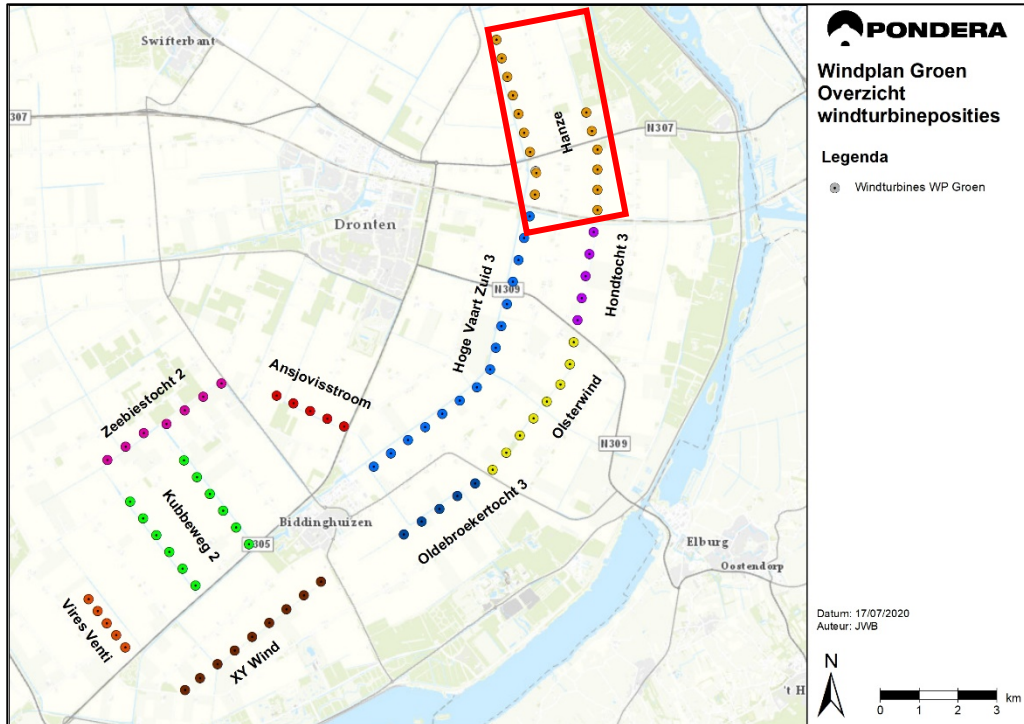 Swifterbant
307
Hanze
N307
Dronten
Hoge Vaart Zuid 3
N309
Hondtocht 3
Zeebiestocht 2
Ansjovisstroom
Olsterwind
N309
Kubbeweg 2
Biddinghuizen
305
Oldebroekertocht 3
Elburg
Oostendorp
Vires Venti
XY Wind
't H
PONDERA
Windplan Groen
Overzicht
windturbineposities
Legenda
Windturbines WP Groen
Datum: 17/07/2020
Auteur: JWB
N
km
0 1 2 3